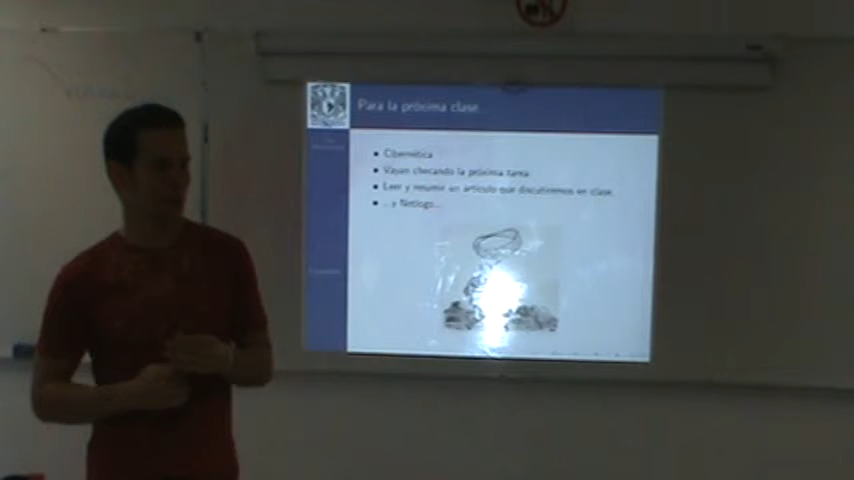 Para la próxima clase...
Cibernética
Vayan checando la próxima tarea
Leer y resumir un artículo que discutiremos en clase.
... y Netlogo...